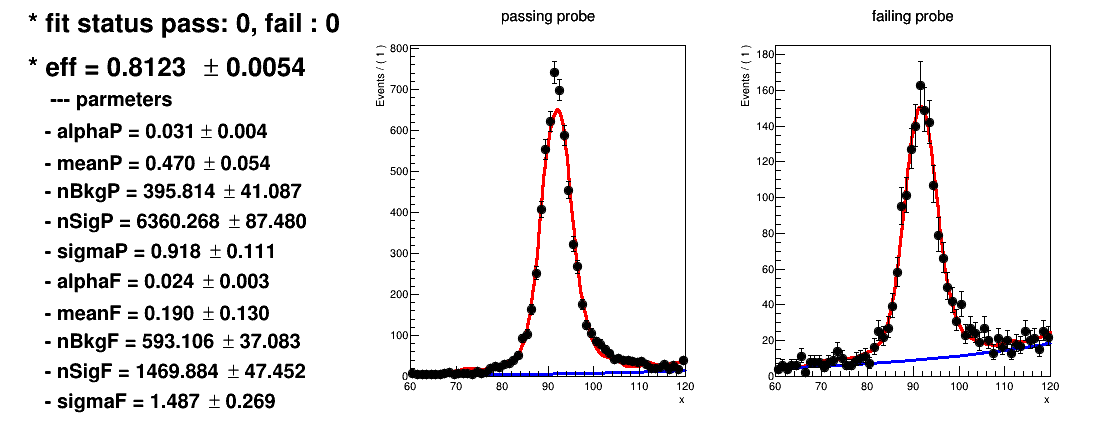 * fit status pass: 0, fail : 0
* eff = 0.8123 ± 0.0054
--- parmeters
- alphaP = 0.031 ± 0.004
- meanP = 0.470 ± 0.054
- nBkgP = 395.814 ± 41.087
- nSigP = 6360.268 ± 87.480
- sigmaP = 0.918 ± 0.111
- alphaF = 0.024 ± 0.003
- meanF = 0.190 ± 0.130
- nBkgF = 593.106 ± 37.083
- nSigF = 1469.884 ± 47.452
- sigmaF = 1.487 ± 0.269
passing probe
Events / ( 1 )
800
700
600
500
400
300
200
100
0
60 70 80 90 100 110 120
x
failing probe
Events / ( 1 )
180
160
140
120
100
80
60
40
20
0
60 70 80 90 100 110 120
x